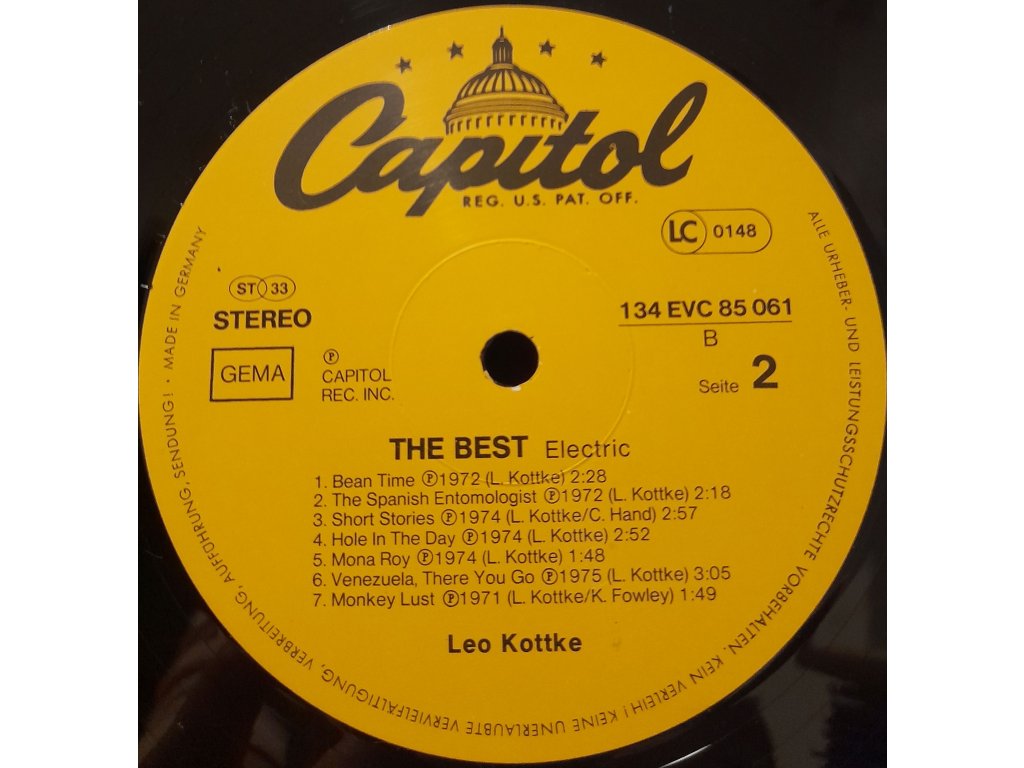 Capitol
REG. U.S. PAT. OFF.
LC 0148
ST 33
STEREO
GEMA
℗
CAPITOL
REC. INC.
134 EVC 85 061
B
Seite 2
THE BEST Electric
1. Bean Time ℗1972 (L. Kottke) 2:28
2. The Spanish Entomologist ℗1972 (L. Kottke) 2:18
3. Short Stories ℗1974 (L. Kottke/C. Hand) 2:57
4. Hole In The Day ℗1974 (L. Kottke) 2:52
5. Mona Roy ℗1974 (L. Kottke) 1:48
6. Venezuela, There You Go ℗1975 (L. Kottke) 3:05
7. Monkey Lust ℗1971 (L. Kottke/K. Fowley) 1:49
Leo Kottke
ALLE URHEBER- UND LEISTUNGSSCHUTZRECHTE VORBEHALTEN. KEIN VERLEIH! KEINE UNERLAUBTE VERVIELFÄLTIGUNG, VERBREITUNG, AUFFÜHRUNG, SENDUNG! · MADE IN GERMANY